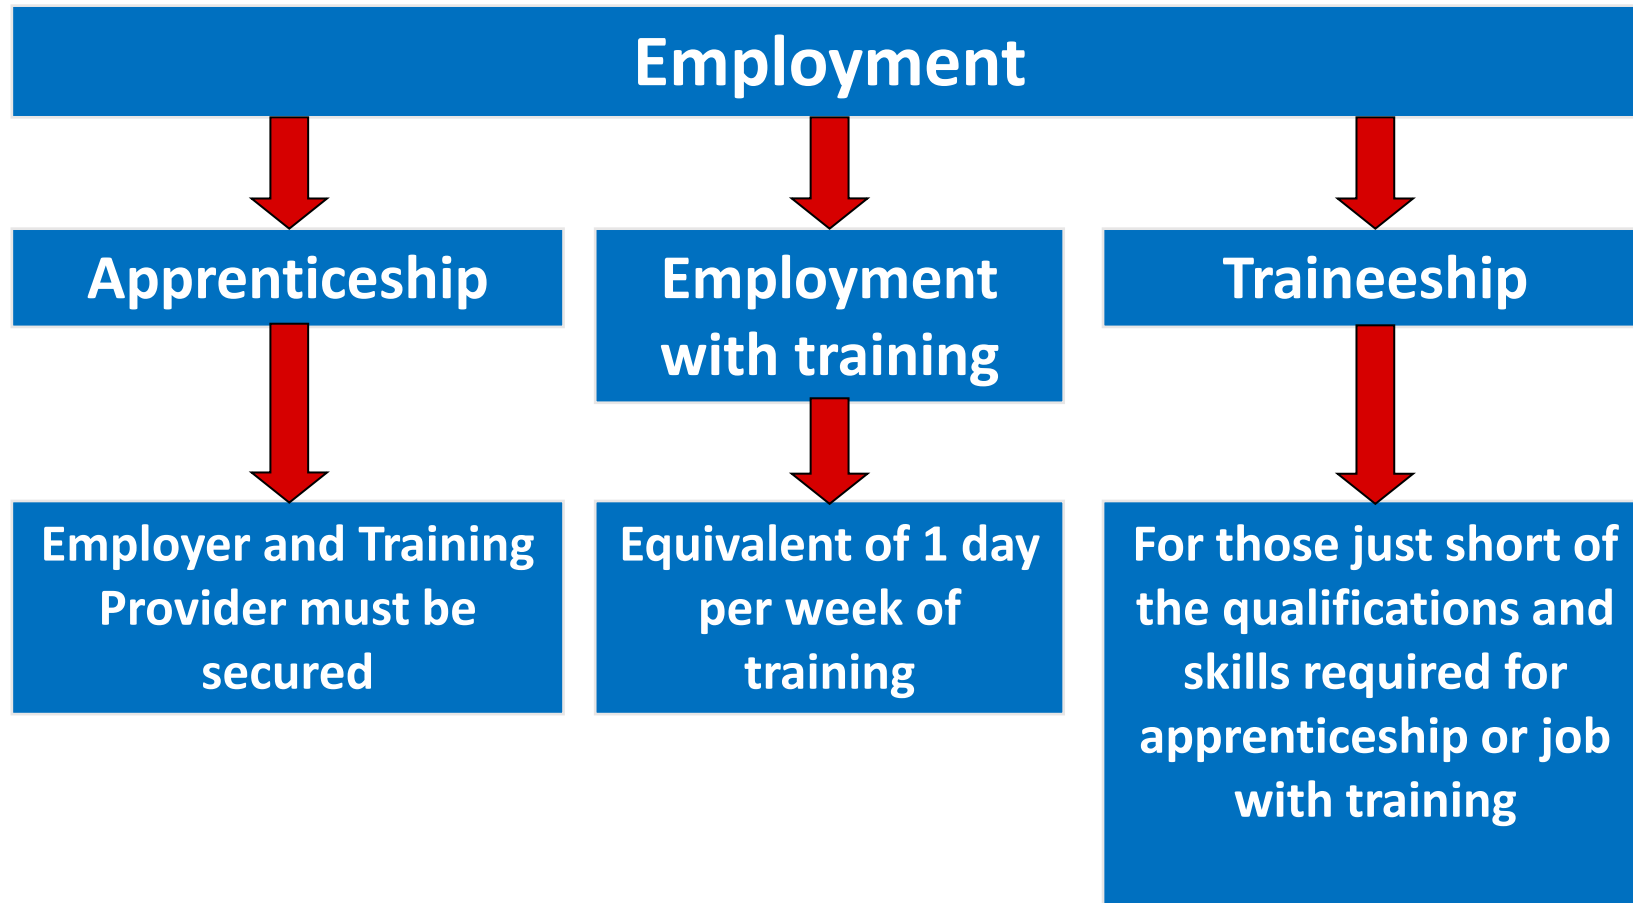 Employment
Apprenticeship
Employment
with training
Traineeship
Employer and Training
Provider must be
secured
Equivalent of 1 day
per week of
training
For those just short of
the qualifications and
skills required for
apprenticeship or job
with training